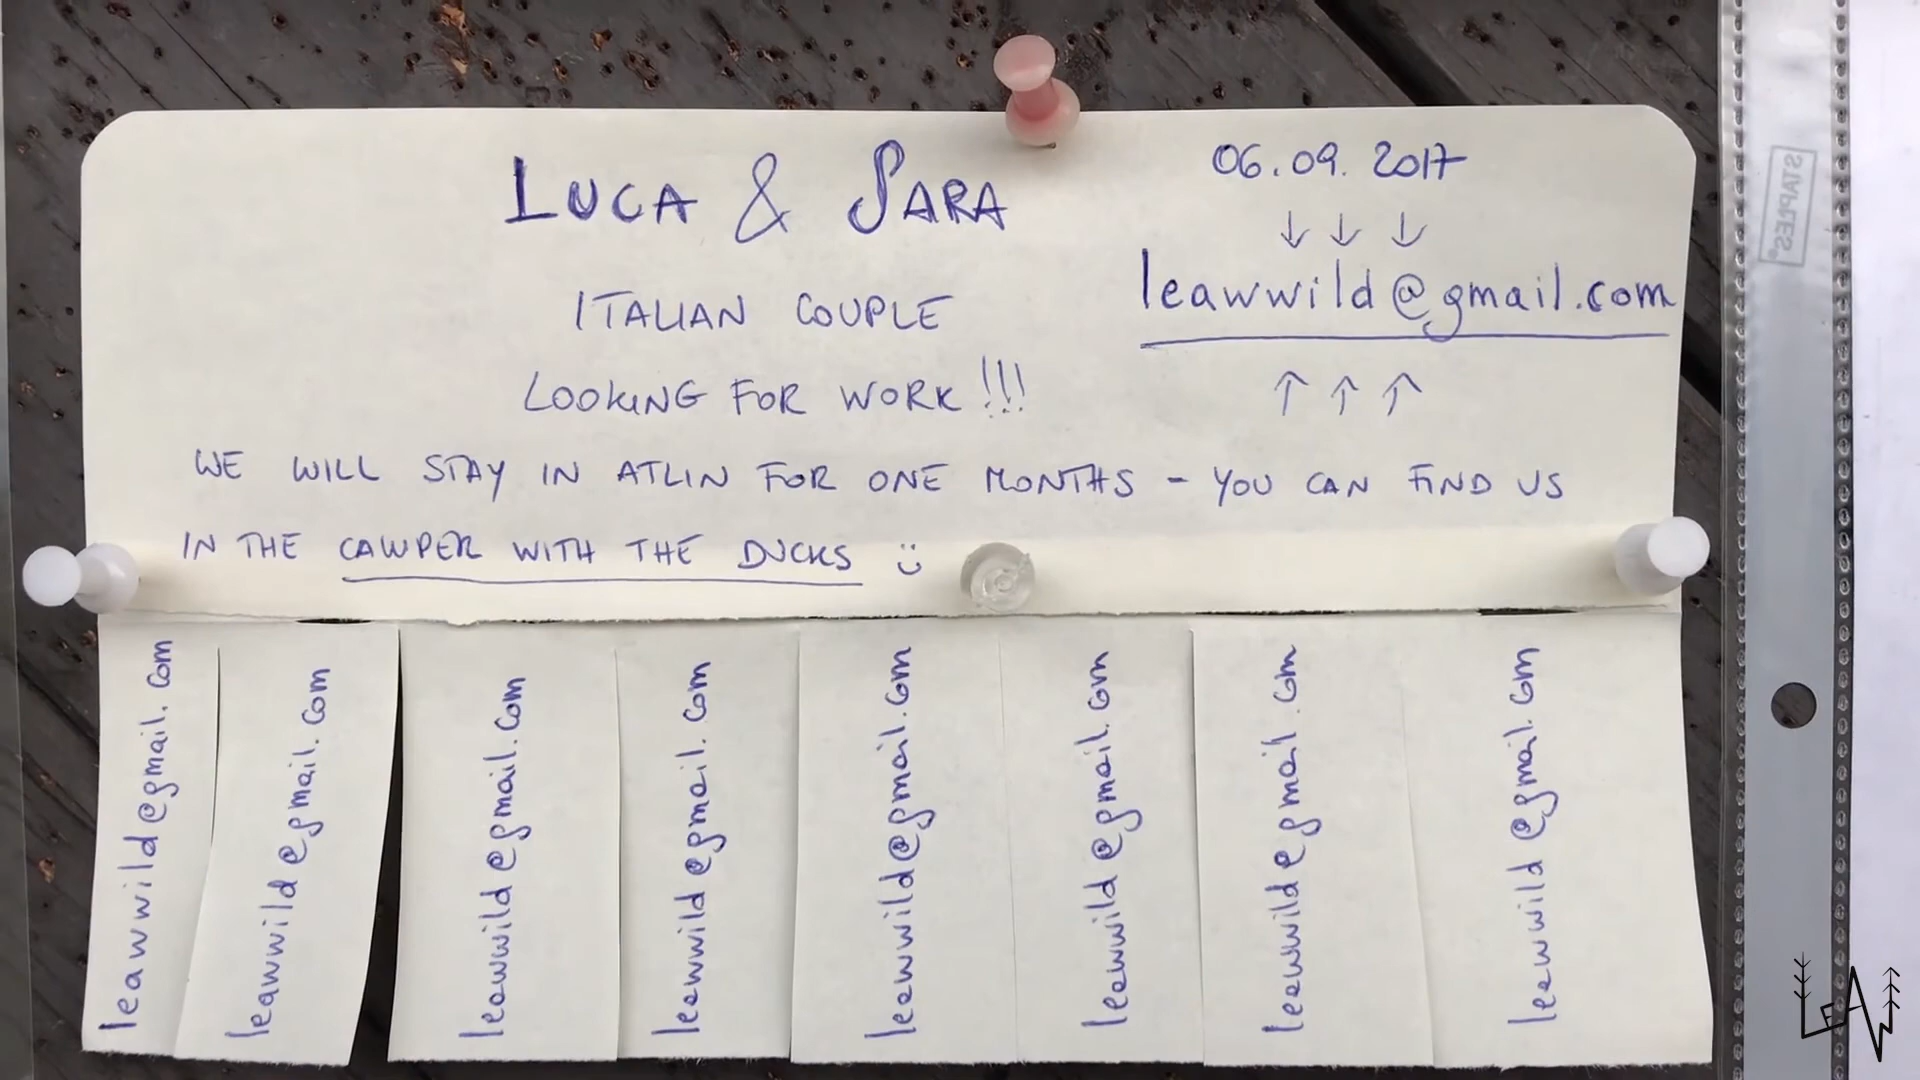 LUCA & SARA
06.09.2017
↓ ↓ ↓
leawwild@gmail.com
↑ ↑ ↑
ITALIAN COUPLE
LOOKING FOR WORK!!!
WE WILL STAY IN ATLIN FOR ONE MONTHS - YOU CAN FIND US
IN THE CAMPER WITH THE DUCKS :)
leawwild@gmail.com
leawwild@gmail.com
leawwild@gmail.com
leawwild@gmail.com
leawwild@gmail.com
leawwild@gmail.com
leawwild@gmail.com
leawwild@gmail.com
STAPLES
LEAW